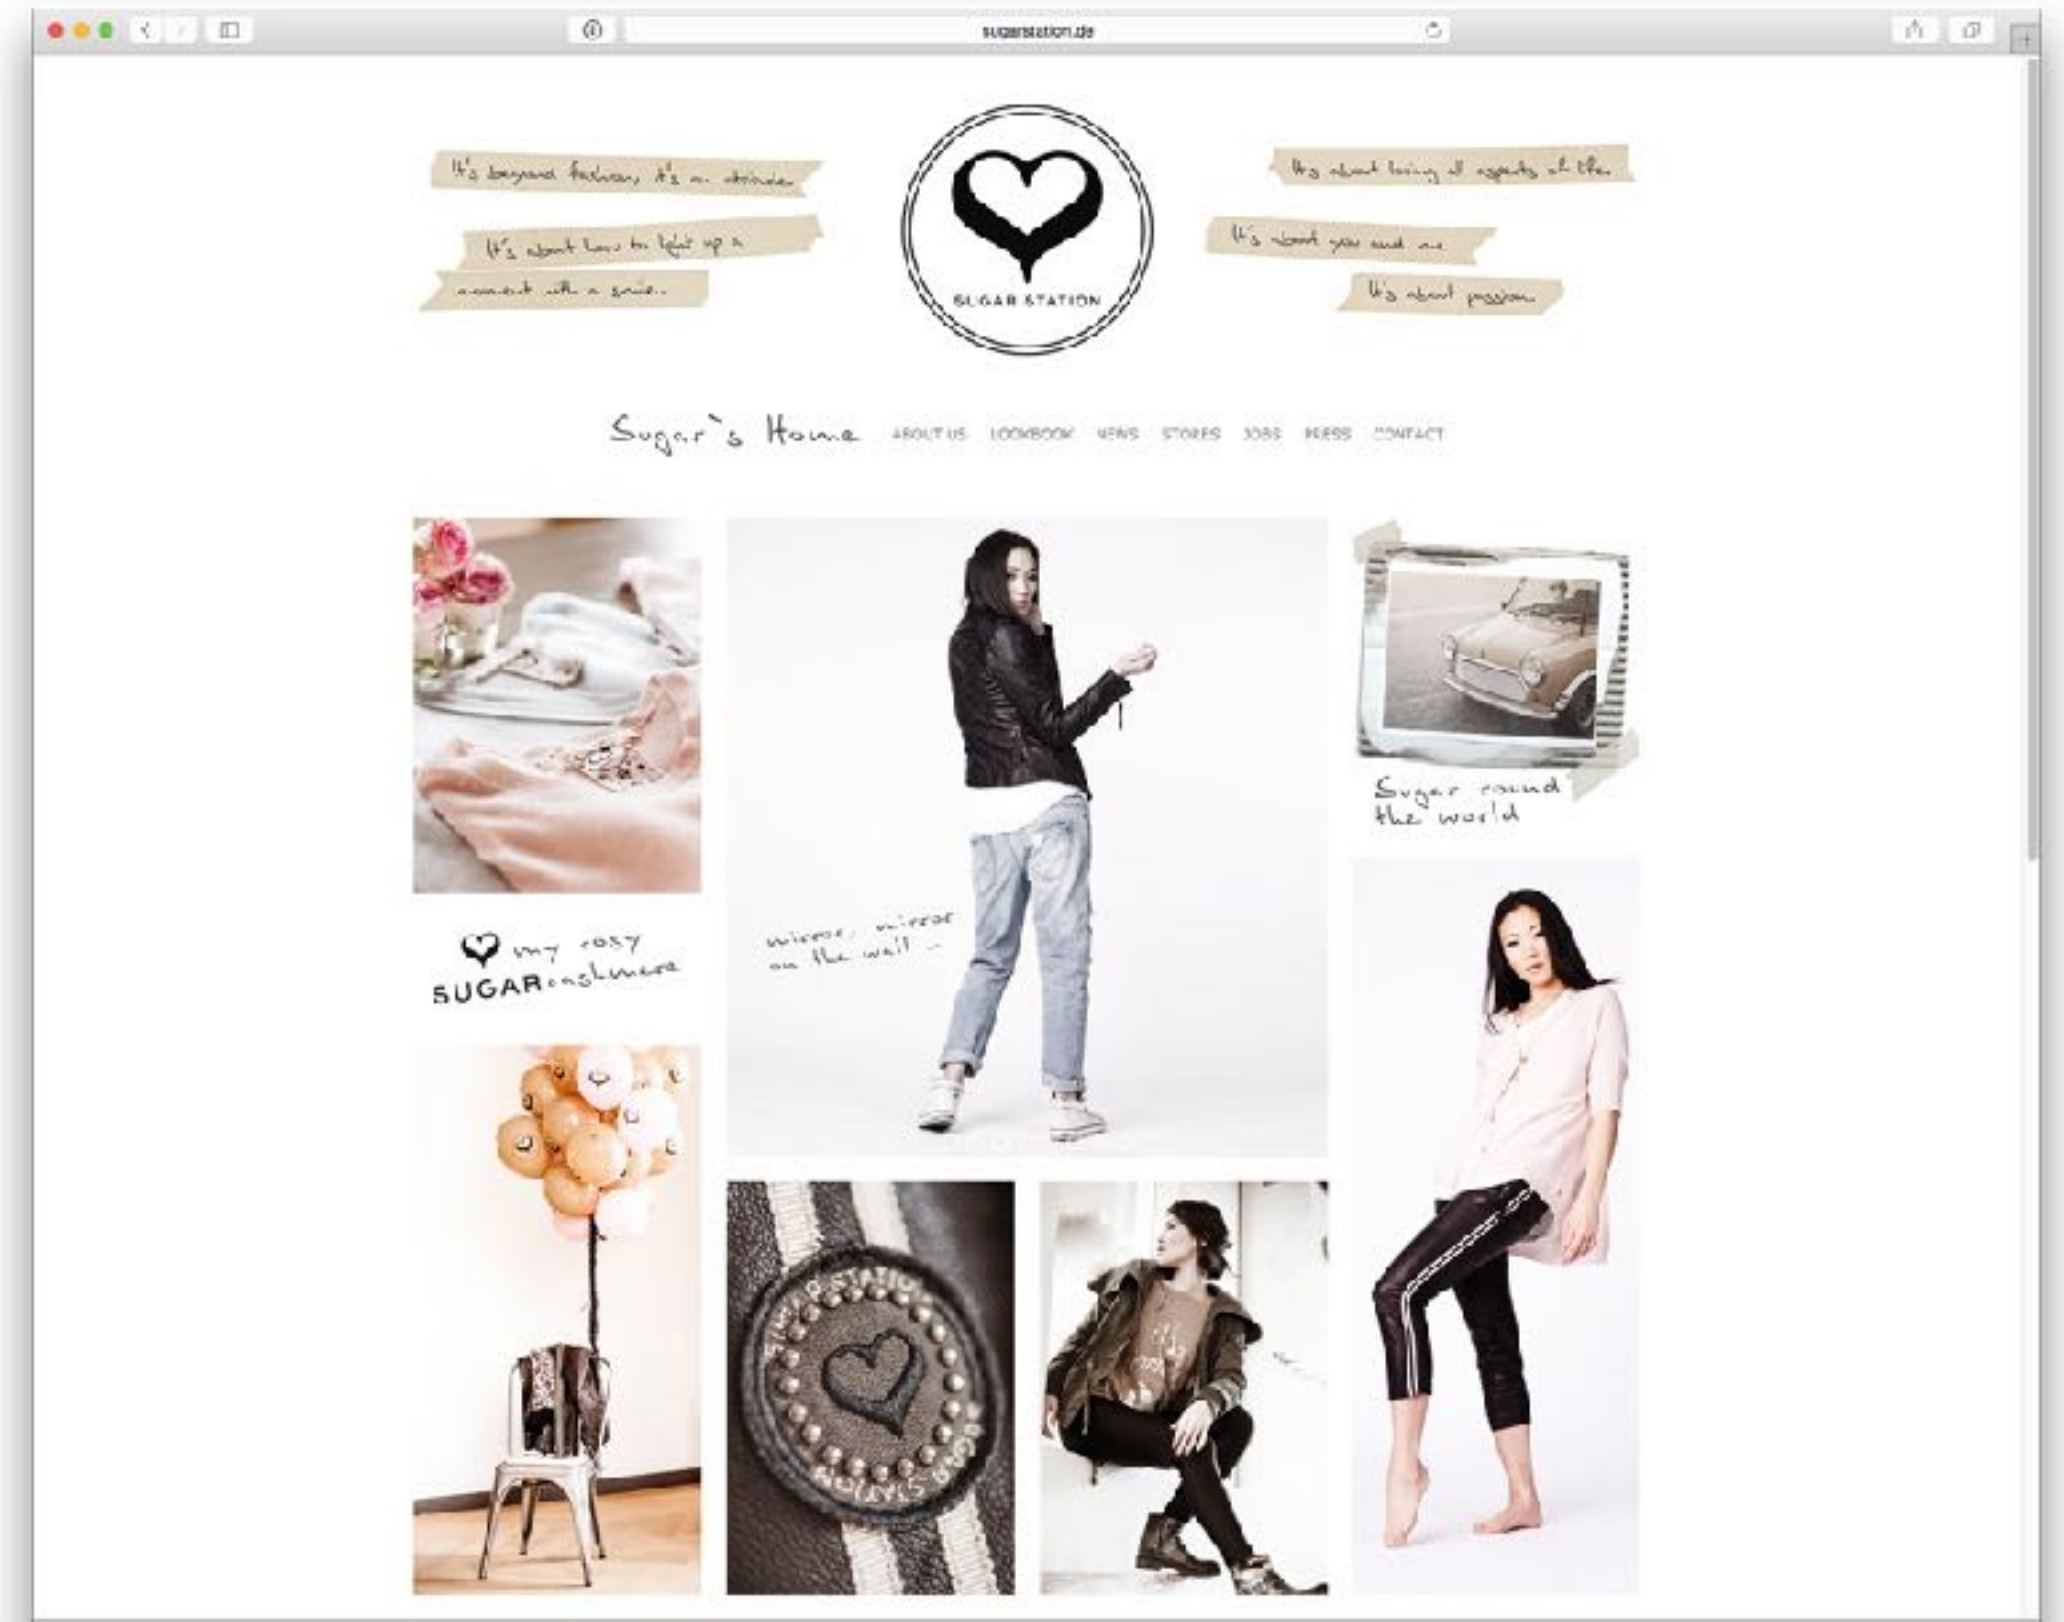 sugarstation.de
It's beyond fashion, it's an attitude
It's about how to light up a
moment with a smile.
SUGAR STATION
It's about loving all aspects of life.
It's about you and me
It's about passion
Sugar`s Home ABOUT US LOOKBOOK NEWS STORES JOBS PRESS CONTACT
my cosy
SUGARcashmere
mirror, mirror
on the wall ...
Sugar round
the world
STATION